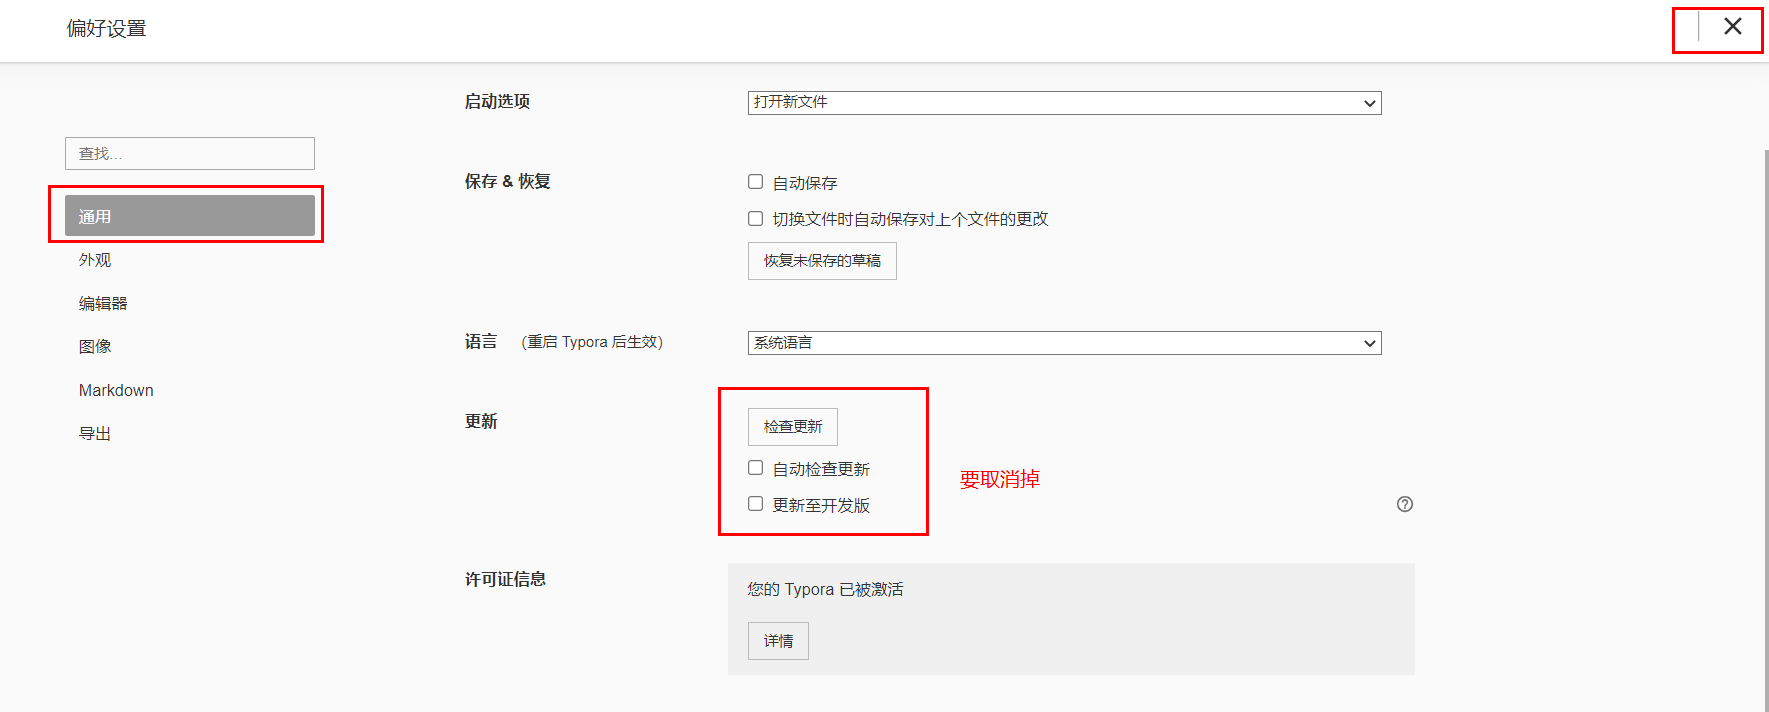 偏好设置
启动选项
打开新文件
查找...
保存 & 恢复
自动保存
通用
切换文件时自动保存对上个文件的更改
外观
恢复未保存的草稿
编辑器
语言 (重启 Typora 后生效)
系统语言
图像
Markdown
更新
检查更新
导出
自动检查更新
要取消掉
更新至开发版
许可证信息
您的 Typora 已被激活
详情